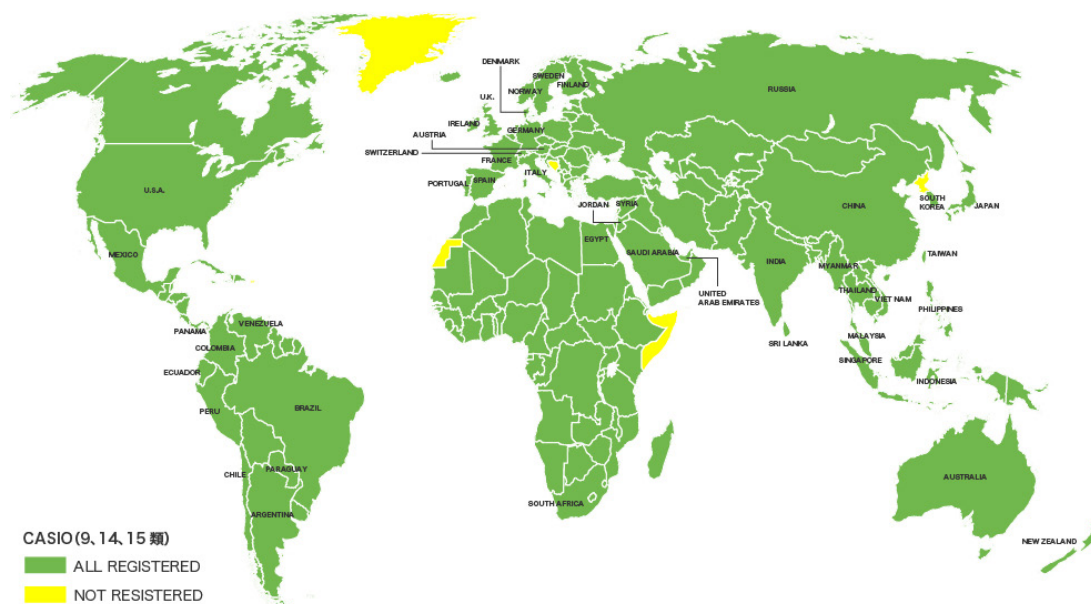 DENMARK
SWEDEN
FINLAND
NORWAY
RUSSIA
U.K.
IRELAND
GERMANY
AUSTRIA
SWITZERLAND
FRANCE
ITALY
PORTUGAL
SPAIN
U.S.A.
JORDAN
SYRIA
CHINA
SOUTH
KOREA
JAPAN
MEXICO
EGYPT
SAUDI ARABIA
INDIA
MYANMAR
TAIWAN
THAILAND
VIET NAM
UNITED
ARAB EMIRATES
PHILIPPINES
PANAMA
VENEZUELA
COLOMBIA
SRI LANKA
MALAYSIA
SINGAPORE
ECUADOR
INDONESIA
PERU
BRAZIL
CHILE
PARAGUAY
AUSTRALIA
SOUTH AFRICA
ARGENTINA
NEW ZEALAND
CASIO(9、14、15 類)
ALL REGISTERED
NOT RESISTERED